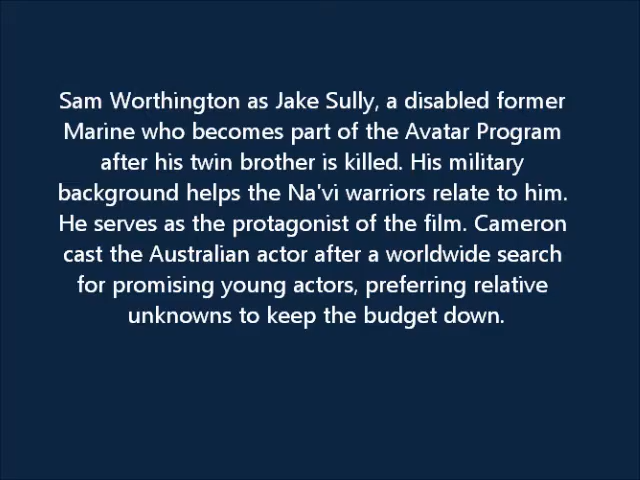 Sam Worthington as Jake Sully, a disabled former
Marine who becomes part of the Avatar Program
after his twin brother is killed. His military
background helps the Na'vi warriors relate to him.
He serves as the protagonist of the film. Cameron
cast the Australian actor after a worldwide search
for promising young actors, preferring relative
unknowns to keep the budget down.